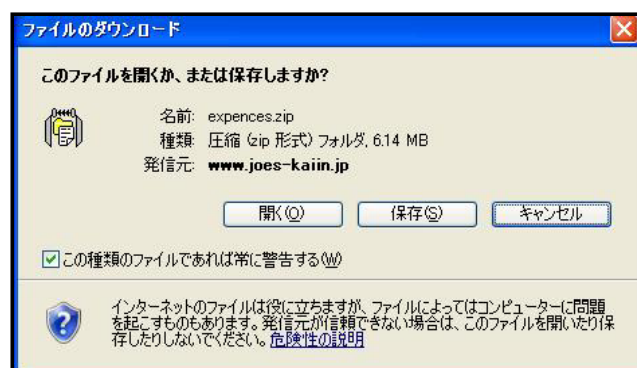 ファイルのダウンロード
このファイルを開くか、または保存しますか?
名前: expences.zip
種類: 圧縮 (zip 形式) フォルダ, 6.14 MB
発信元: www.joes-kaiin.jp
開く(O) 保存(S) キャンセル
この種類のファイルであれば常に警告する(W)
インターネットのファイルは役に立ちますが、ファイルによってはコンピューターに問題
を起こすものもあります。発信元が信頼できない場合は、このファイルを開いたり保
存したりしないでください。危険性の説明